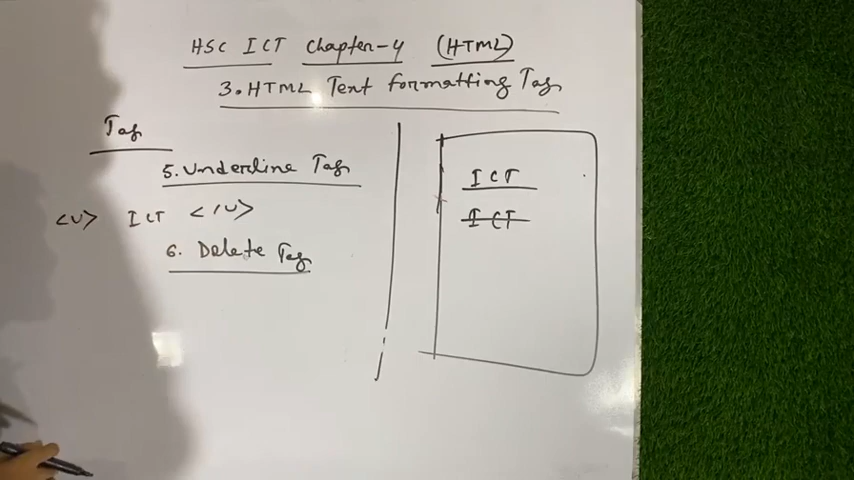 HSC ICT Chapter-4 (HTML)
3. HTML Text formatting Tag
Tag
5. Underline Tag
<U> ICT </U>
6. Delete Tag
ICT
ICT